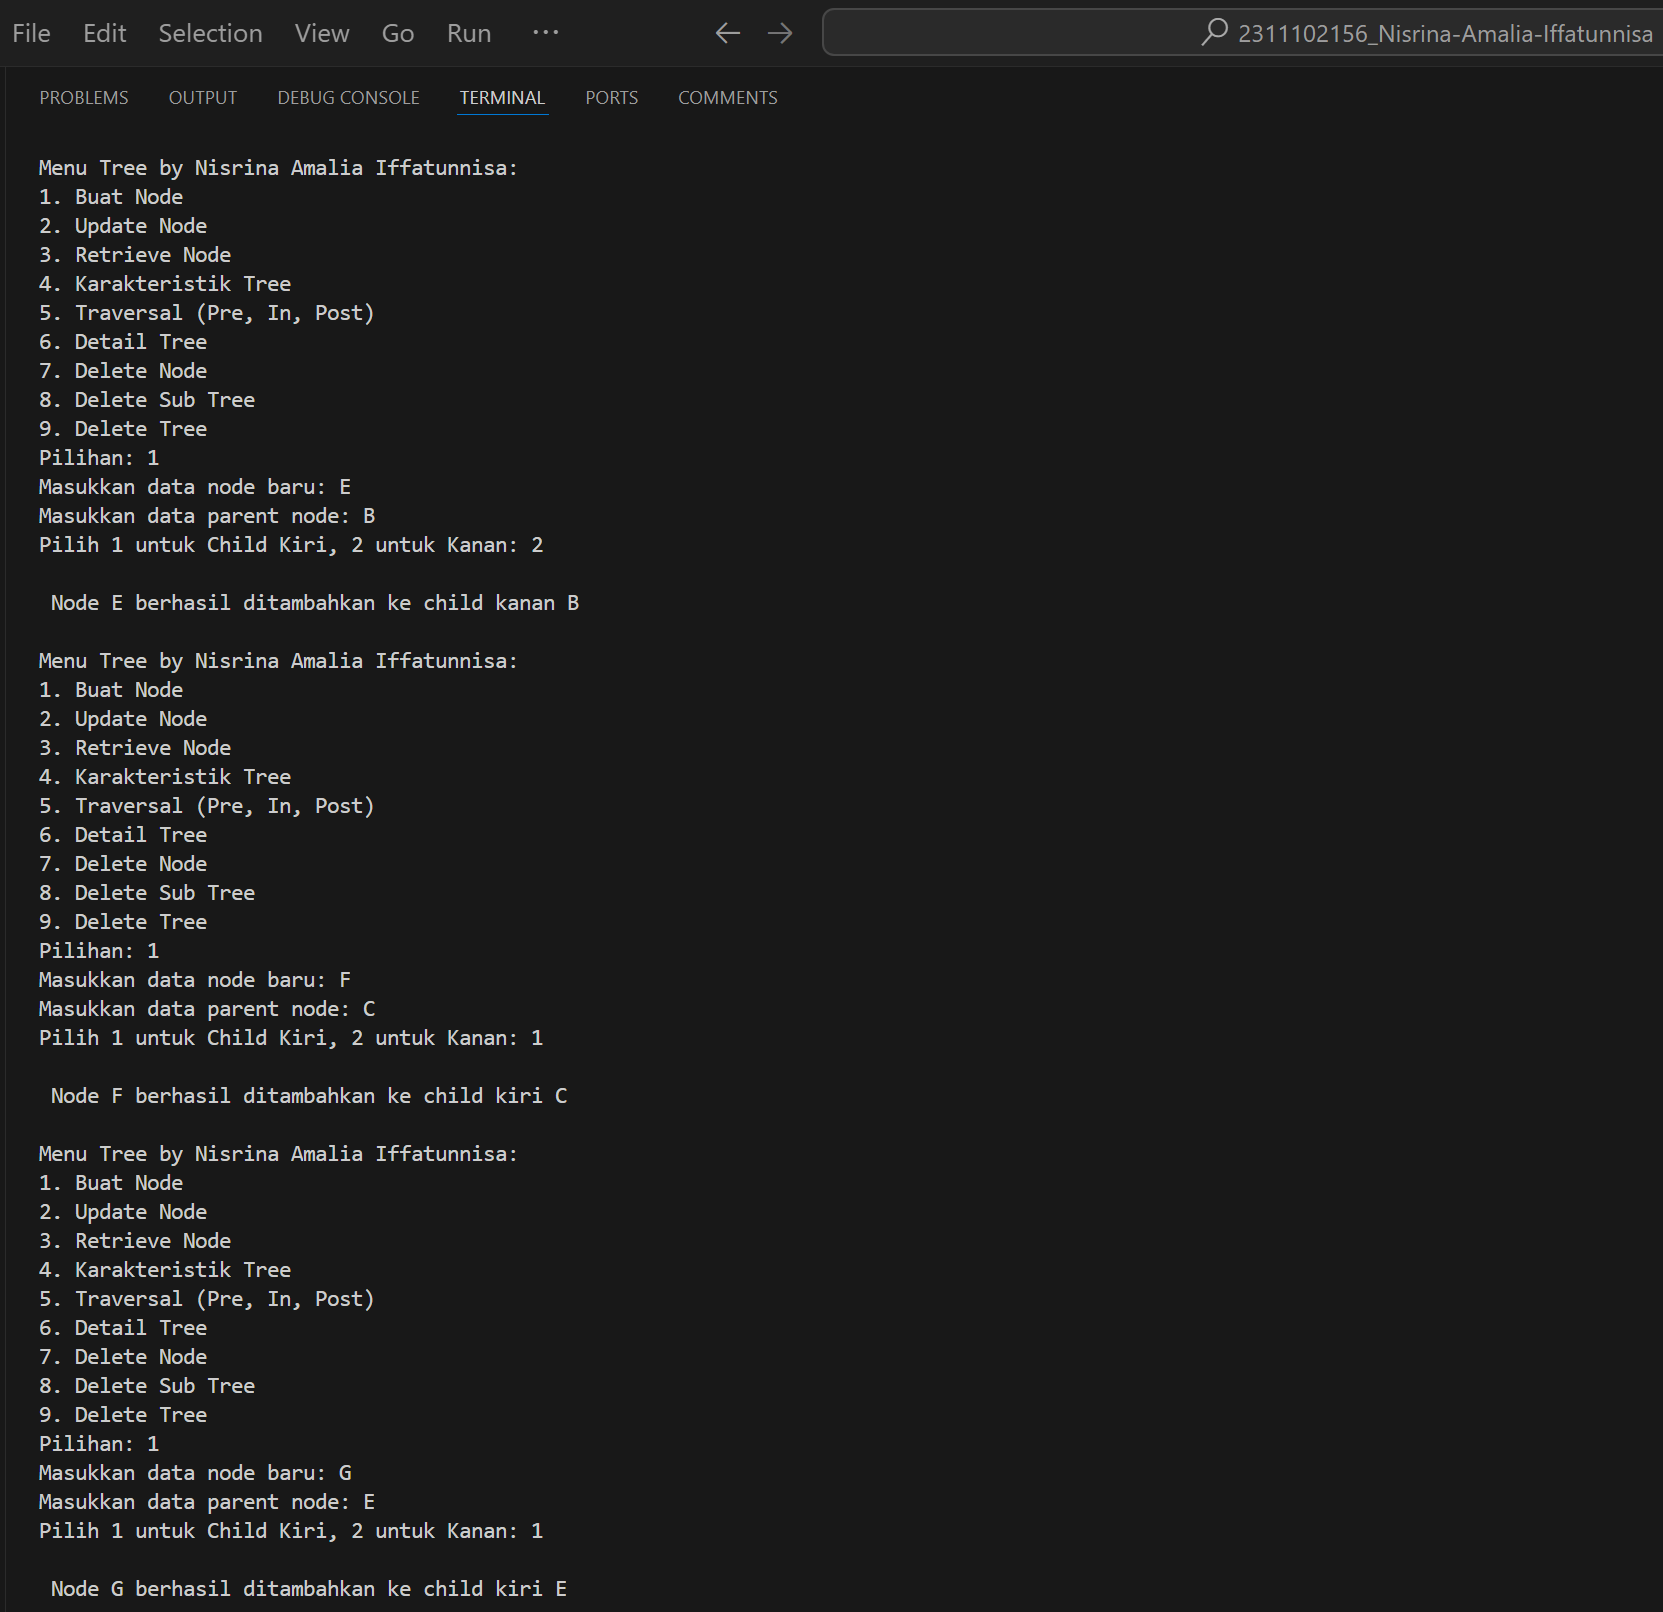 File Edit Selection View Go Run ··· ← → 2311102156_Nisrina-Amalia-Iffatunnisa
PROBLEMS OUTPUT DEBUG CONSOLE TERMINAL PORTS COMMENTS
Menu Tree by Nisrina Amalia Iffatunnisa:
1. Buat Node
2. Update Node
3. Retrieve Node
4. Karakteristik Tree
5. Traversal (Pre, In, Post)
6. Detail Tree
7. Delete Node
8. Delete Sub Tree
9. Delete Tree
Pilihan: 1
Masukkan data node baru: E
Masukkan data parent node: B
Pilih 1 untuk Child Kiri, 2 untuk Kanan: 2
Node E berhasil ditambahkan ke child kanan B
Menu Tree by Nisrina Amalia Iffatunnisa:
1. Buat Node
2. Update Node
3. Retrieve Node
4. Karakteristik Tree
5. Traversal (Pre, In, Post)
6. Detail Tree
7. Delete Node
8. Delete Sub Tree
9. Delete Tree
Pilihan: 1
Masukkan data node baru: F
Masukkan data parent node: C
Pilih 1 untuk Child Kiri, 2 untuk Kanan: 1
Node F berhasil ditambahkan ke child kiri C
Menu Tree by Nisrina Amalia Iffatunnisa:
1. Buat Node
2. Update Node
3. Retrieve Node
4. Karakteristik Tree
5. Traversal (Pre, In, Post)
6. Detail Tree
7. Delete Node
8. Delete Sub Tree
9. Delete Tree
Pilihan: 1
Masukkan data node baru: G
Masukkan data parent node: E
Pilih 1 untuk Child Kiri, 2 untuk Kanan: 1
Node G berhasil ditambahkan ke child kiri E